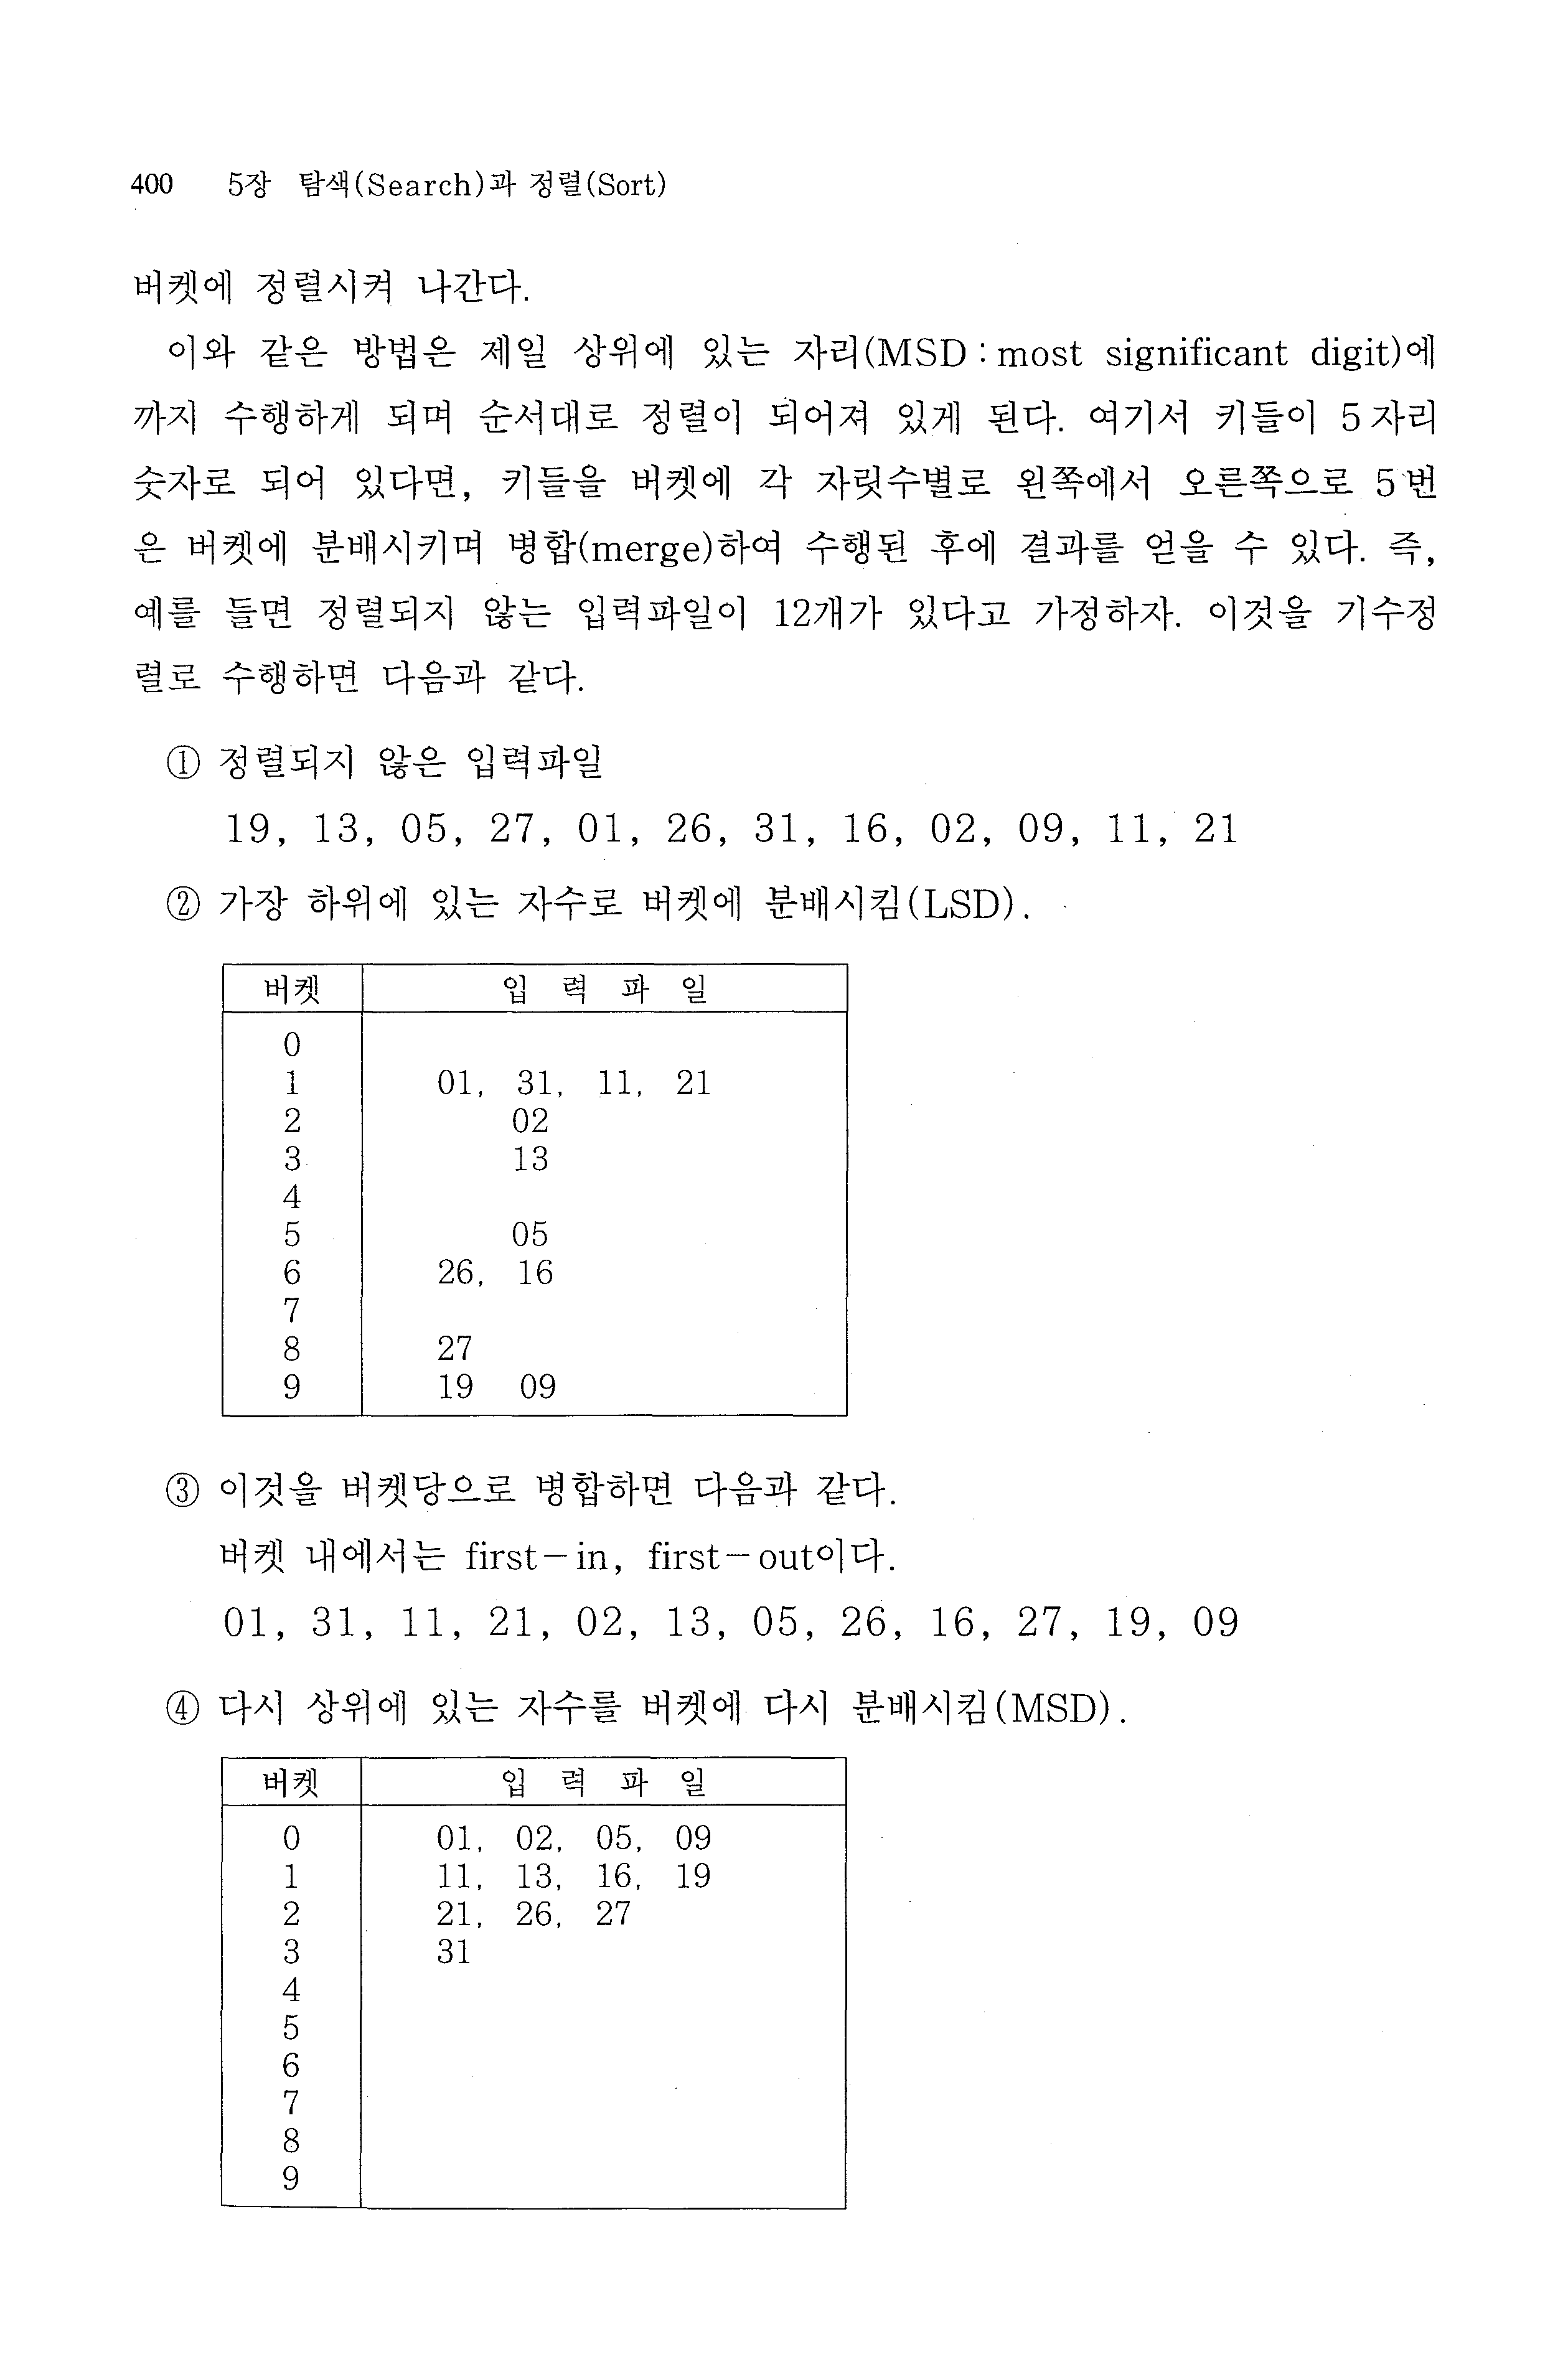 400 5장 탐색(Search)과 정렬(Sort)
버켓에 정렬시켜 나간다.
이와 같은 방법은 제일 상위에 있는 자리(MSD : most significant digit)에
까지 수행하게 되며 순서대로 정렬이 되어져 있게 된다. 여기서 키들이 5자리
숫자로 되어 있다면, 키들을 버켓에 각 자릿수별로 왼쪽에서 오른쪽으로 5번
은 버켓에 분배시키며 병합(merge)하여 수행된 후에 결과를 얻을 수 있다. 즉,
예를 들면 정렬되지 않는 입력파일이 12개가 있다고 가정하자. 이것을 기수정
렬로 수행하면 다음과 같다.
① 정렬되지 않은 입력파일
19, 13, 05, 27, 01, 26, 31, 16, 02, 09, 11, 21
② 가장 하위에 있는 자수로 버켓에 분배시킴(LSD).
버켓 입 력 파 일
0
1 01, 31, 11, 21
2 02
3 13
4
5 05
6 26, 16
7
8 27
9 19 09
③ 이것을 버켓당으로 병합하면 다음과 같다.
버켓 내에서는 first-in, first-out이다.
01, 31, 11, 21, 02, 13, 05, 26, 16, 27, 19, 09
④ 다시 상위에 있는 자수를 버켓에 다시 분배시킴(MSD).
버켓 입 력 파 일
0 01, 02, 05, 09
1 11, 13, 16, 19
2 21, 26, 27
3 31
4
5
6
7
8
9